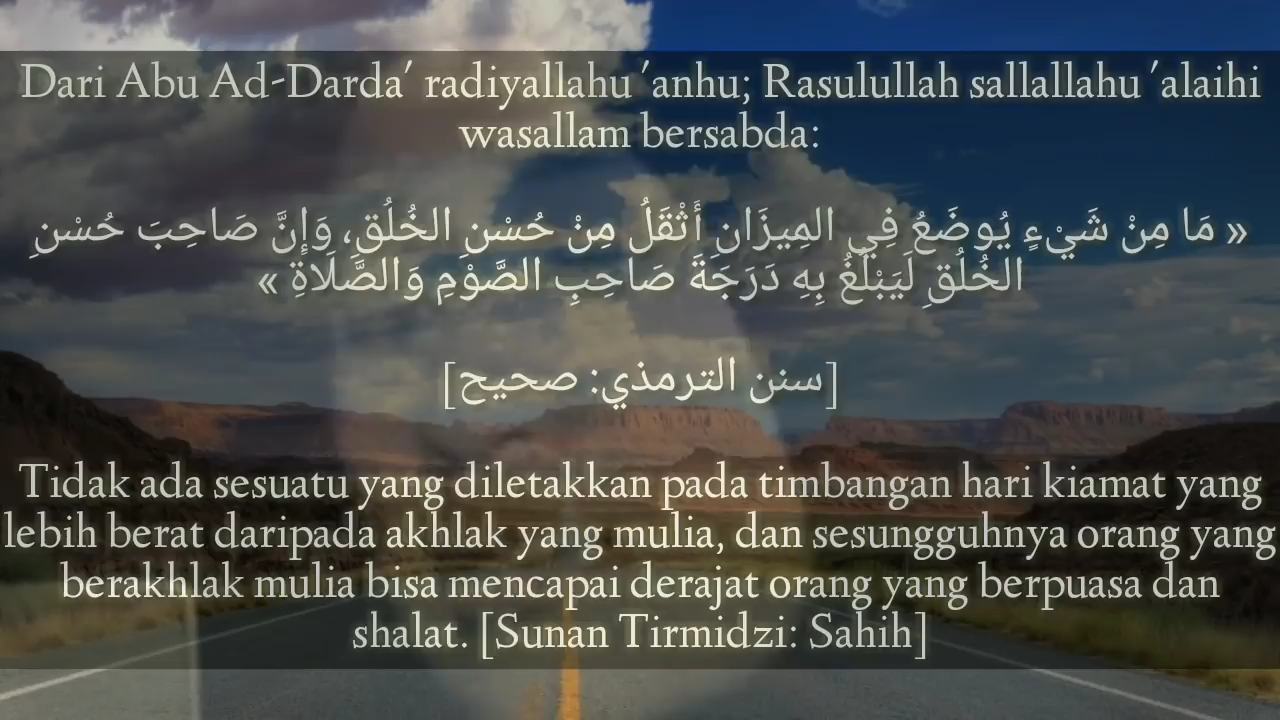 Dari Abu Ad-Darda' radiyallahu 'anhu; Rasulullah sallallahu 'alaihi
wasallam bersabda:
« مَا مِنْ شَيْءٍ يُوضَعُ فِي المِيزَانِ أَثْقَلُ مِنْ حُسْنِ الخُلُقِ، وَإِنَّ صَاحِبَ حُسْنِ
الخُلُقِ لَيَبْلُغُ بِهِ دَرَجَةَ صَاحِبِ الصَّوْمِ وَالصَّلَاةِ »
[سنن الترمذي: صحيح]
Tidak ada sesuatu yang diletakkan pada timbangan hari kiamat yang
lebih berat daripada akhlak yang mulia, dan sesungguhnya orang yang
berakhlak mulia bisa mencapai derajat orang yang berpuasa dan
shalat. [Sunan Tirmidzi: Sahih]